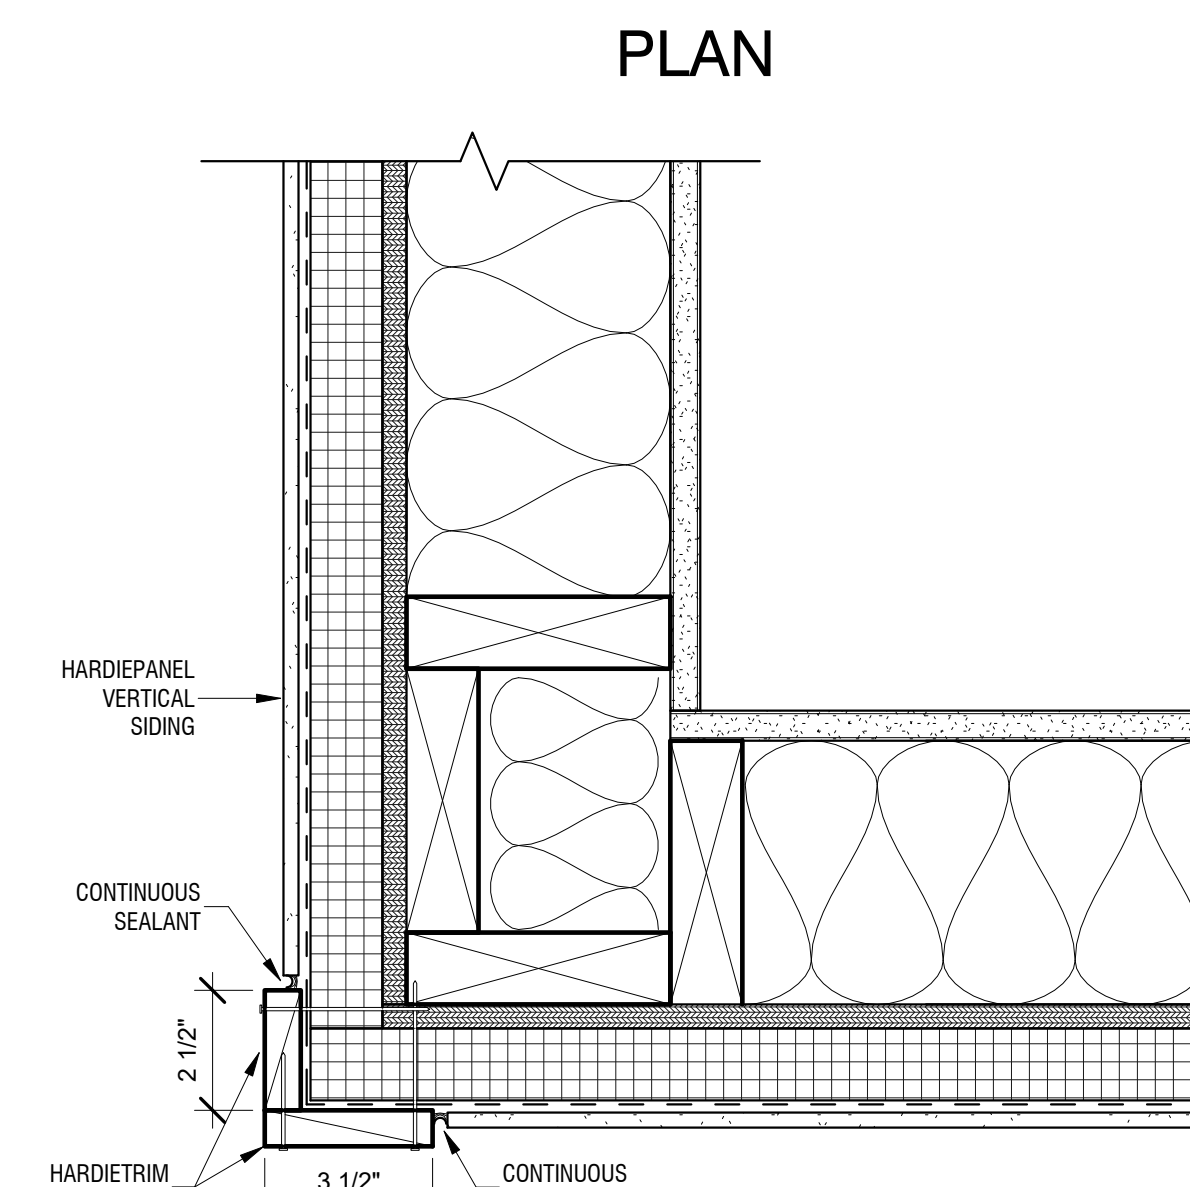 PLAN
HARDIEPANEL
VERTICAL
SIDING
CONTINUOUS
SEALANT
2 1/2"
HARDIETRIM
3 1/2"
CONTINUOUS